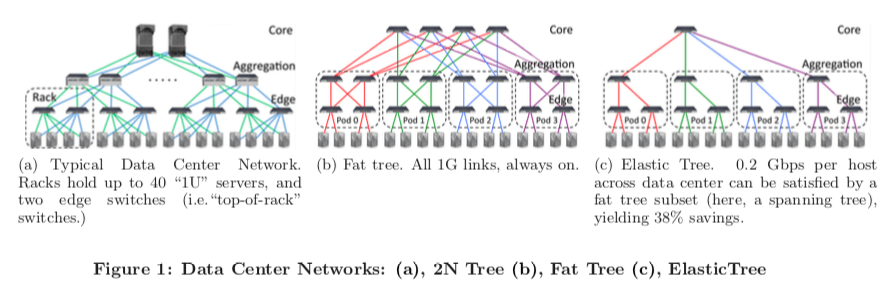 Core
Aggregation
Rack
Edge
(a) Typical Data Center Network.
Racks hold up to 40 “1U” servers, and
two edge switches (i.e. “top-of-rack”
switches.)
Core
Aggregation
Edge
Pod 0 Pod 1 Pod 2 Pod 3
(b) Fat tree. All 1G links, always on.
Core
Aggregation
Edge
Pod 0 Pod 1 Pod 2 Pod 3
(c) Elastic Tree. 0.2 Gbps per host
across data center can be satisfied by a
fat tree subset (here, a spanning tree),
yielding 38% savings.
Figure 1: Data Center Networks: (a), 2N Tree (b), Fat Tree (c), ElasticTree